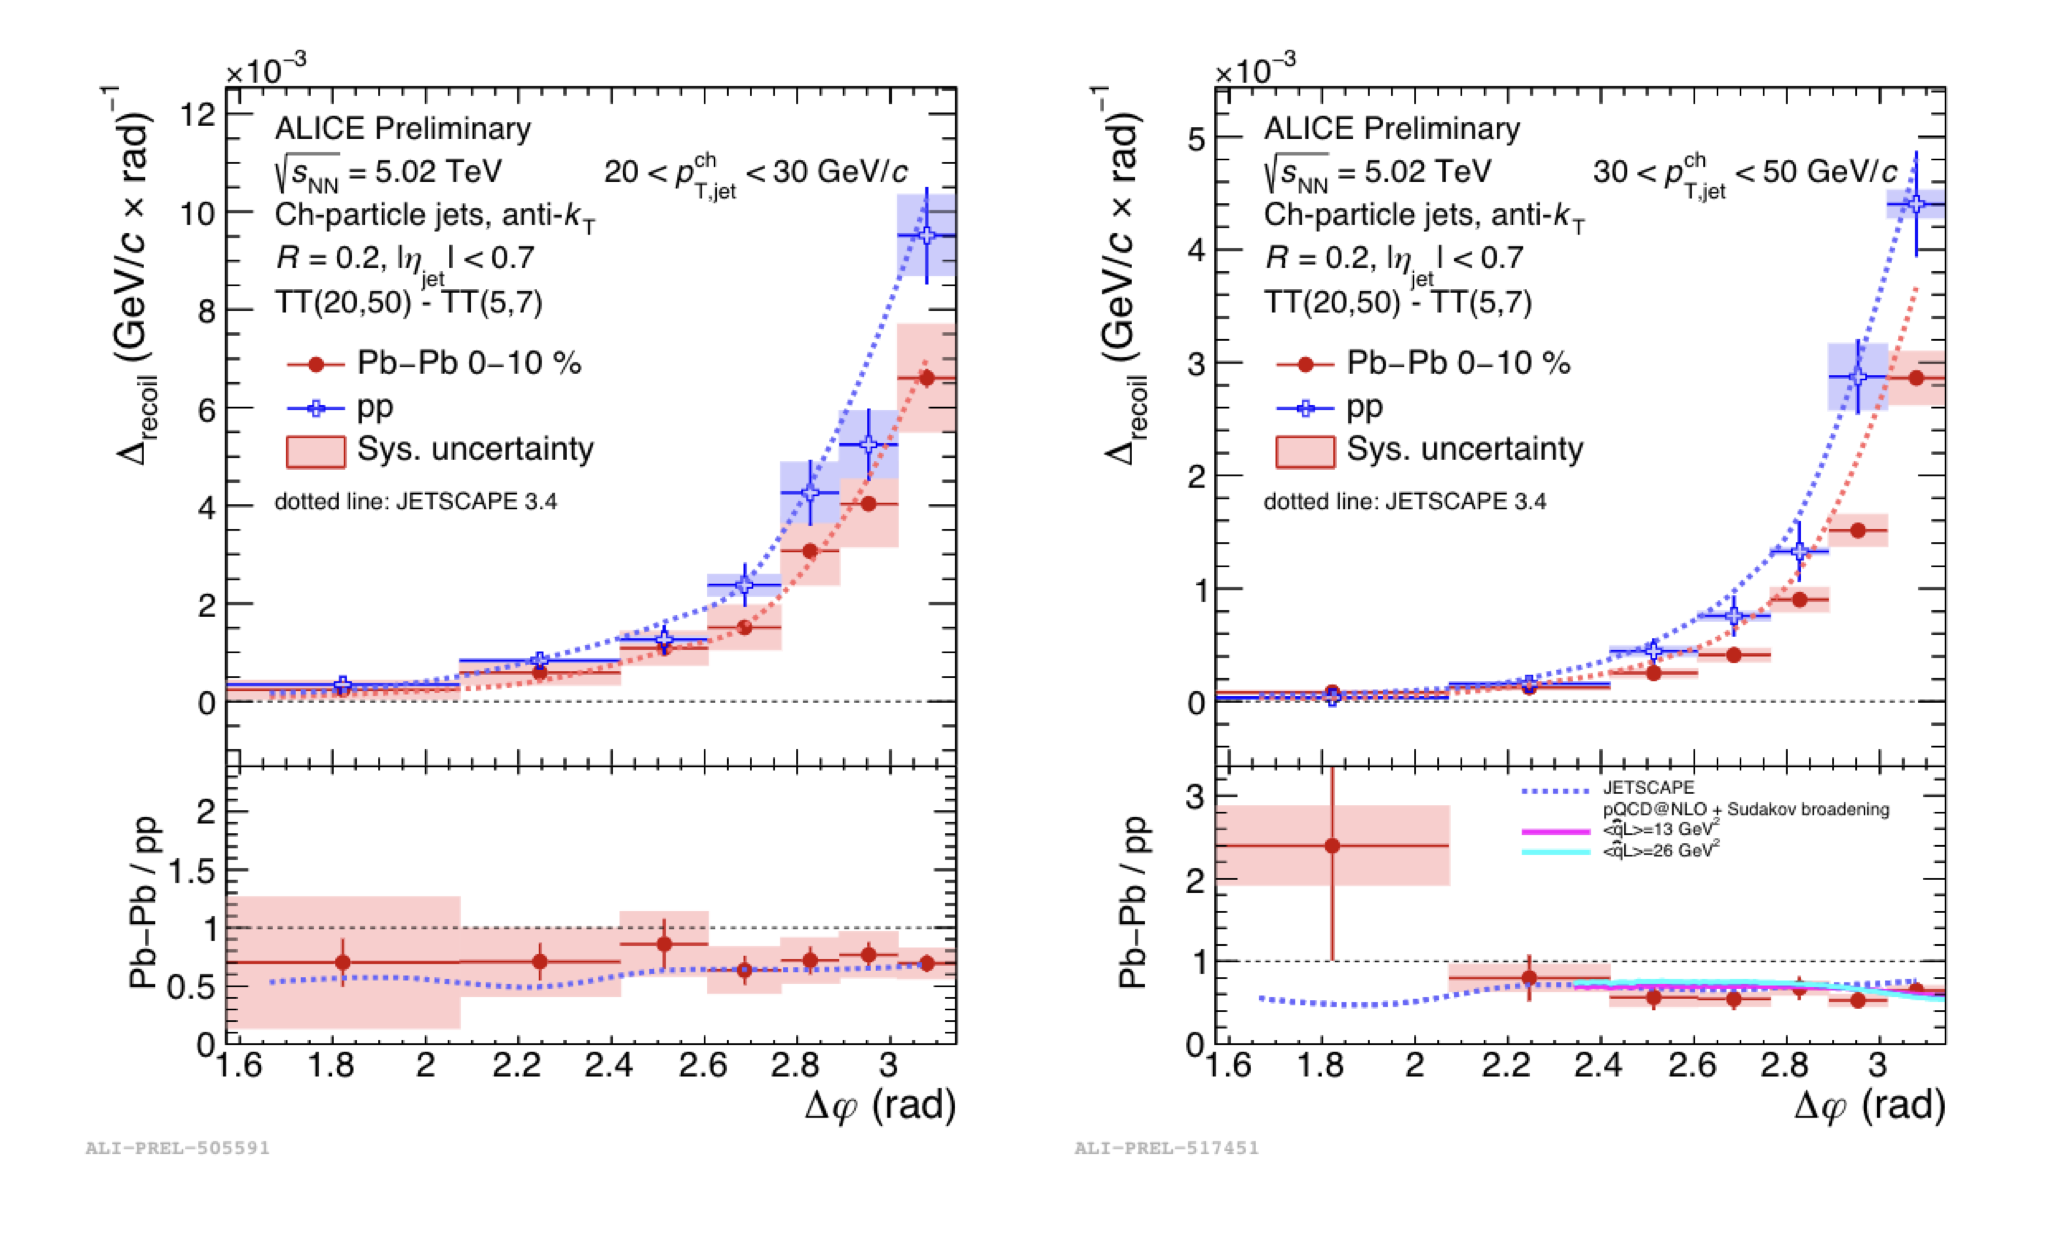 ×10⁻³
Δrecoil (GeV/c × rad)⁻¹
12
10
8
6
4
2
0
ALICE Preliminary
√sNN = 5.02 TeV
20 < p ch T,jet < 30 GeV/c
Ch-particle jets, anti-kT
R = 0.2, |ηjet| < 0.7
TT(20,50) - TT(5,7)
Pb−Pb 0−10 %
pp
Sys. uncertainty
dotted line: JETSCAPE 3.4
Pb−Pb / pp
2
1.5
1
0.5
0
1.6 1.8 2 2.2 2.4 2.6 2.8 3
Δφ (rad)
ALI−PREL−505591
×10⁻³
Δrecoil (GeV/c × rad)⁻¹
5
4
3
2
1
0
ALICE Preliminary
√sNN = 5.02 TeV
30 < p ch T,jet < 50 GeV/c
Ch-particle jets, anti-kT
R = 0.2, |ηjet| < 0.7
TT(20,50) - TT(5,7)
Pb−Pb 0−10 %
pp
Sys. uncertainty
dotted line: JETSCAPE 3.4
Pb−Pb / pp
3
2
1
0
JETSCAPE
pQCD@NLO + Sudakov broadening
<q̂L>=13 GeV²
<q̂L>=26 GeV²
1.6 1.8 2 2.2 2.4 2.6 2.8 3
Δφ (rad)
ALI−PREL−517451